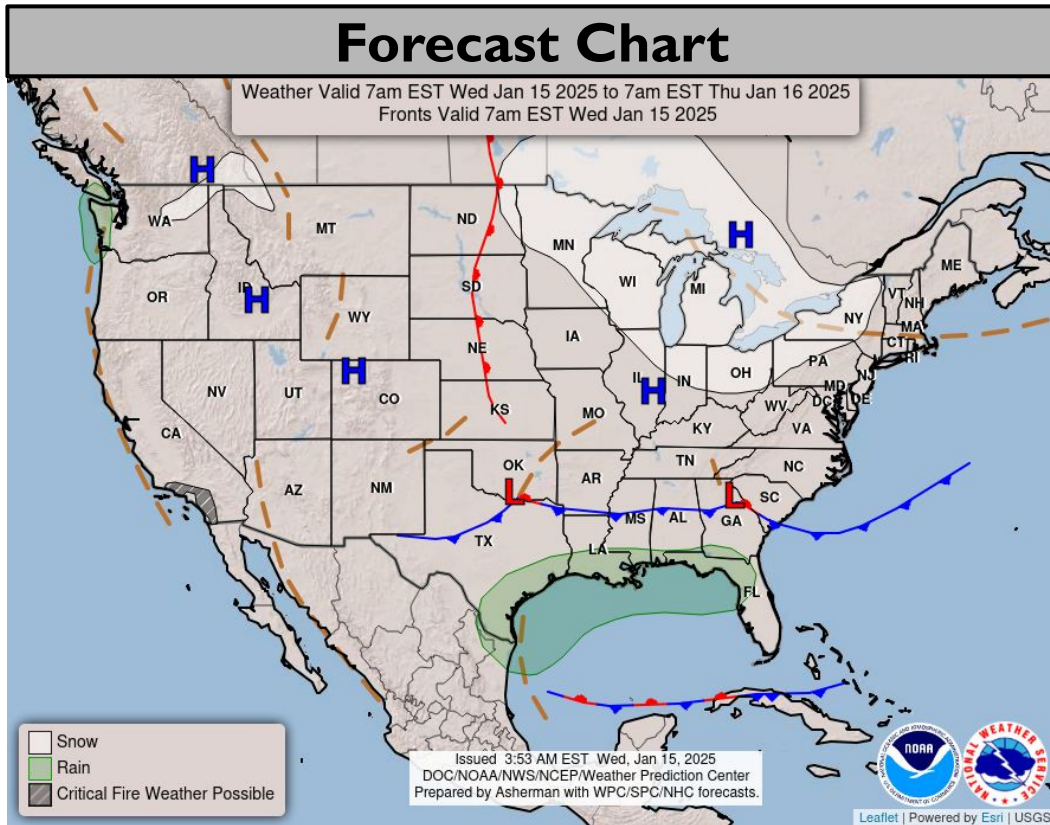 Forecast Chart
Weather Valid 7am EST Wed Jan 15 2025 to 7am EST Thu Jan 16 2025
Fronts Valid 7am EST Wed Jan 15 2025
H
WA
MT
ND
MN
H
ME
OR
ID
H
SD
WI
MI
VT
NH
NY
MA
WY
IA
CT
RI
NE
PA
NJ
H
OH
MD
DE
NV
UT
CO
IL
H
IN
WV
DC
KS
MO
KY
VA
CA
TN
NC
OK
AR
AZ
NM
L
L
SC
MS
AL
GA
TX
LA
FL
Snow
Rain
Critical Fire Weather Possible
Issued 3:53 AM EST Wed, Jan 15, 2025
DOC/NOAA/NWS/NCEP/Weather Prediction Center
Prepared by Asherman with WPC/SPC/NHC forecasts.
NOAA
NATIONAL WEATHER SERVICE
Leaflet | Powered by Esri | USGS